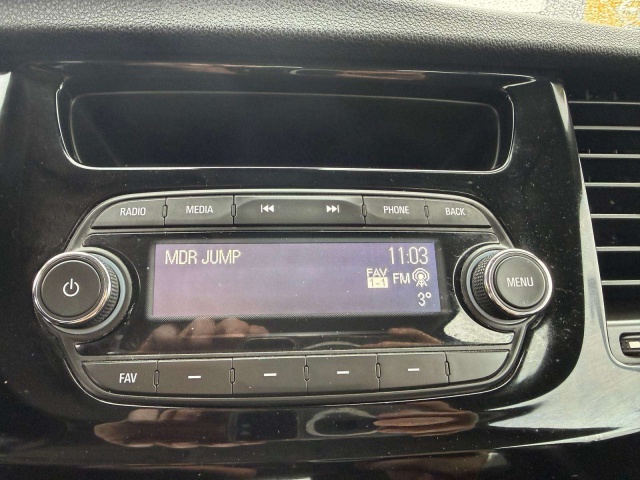 RADIO MEDIA PHONE BACK
MDR JUMP 11:03
FAV FM
1-1
3°
MENU
FAV